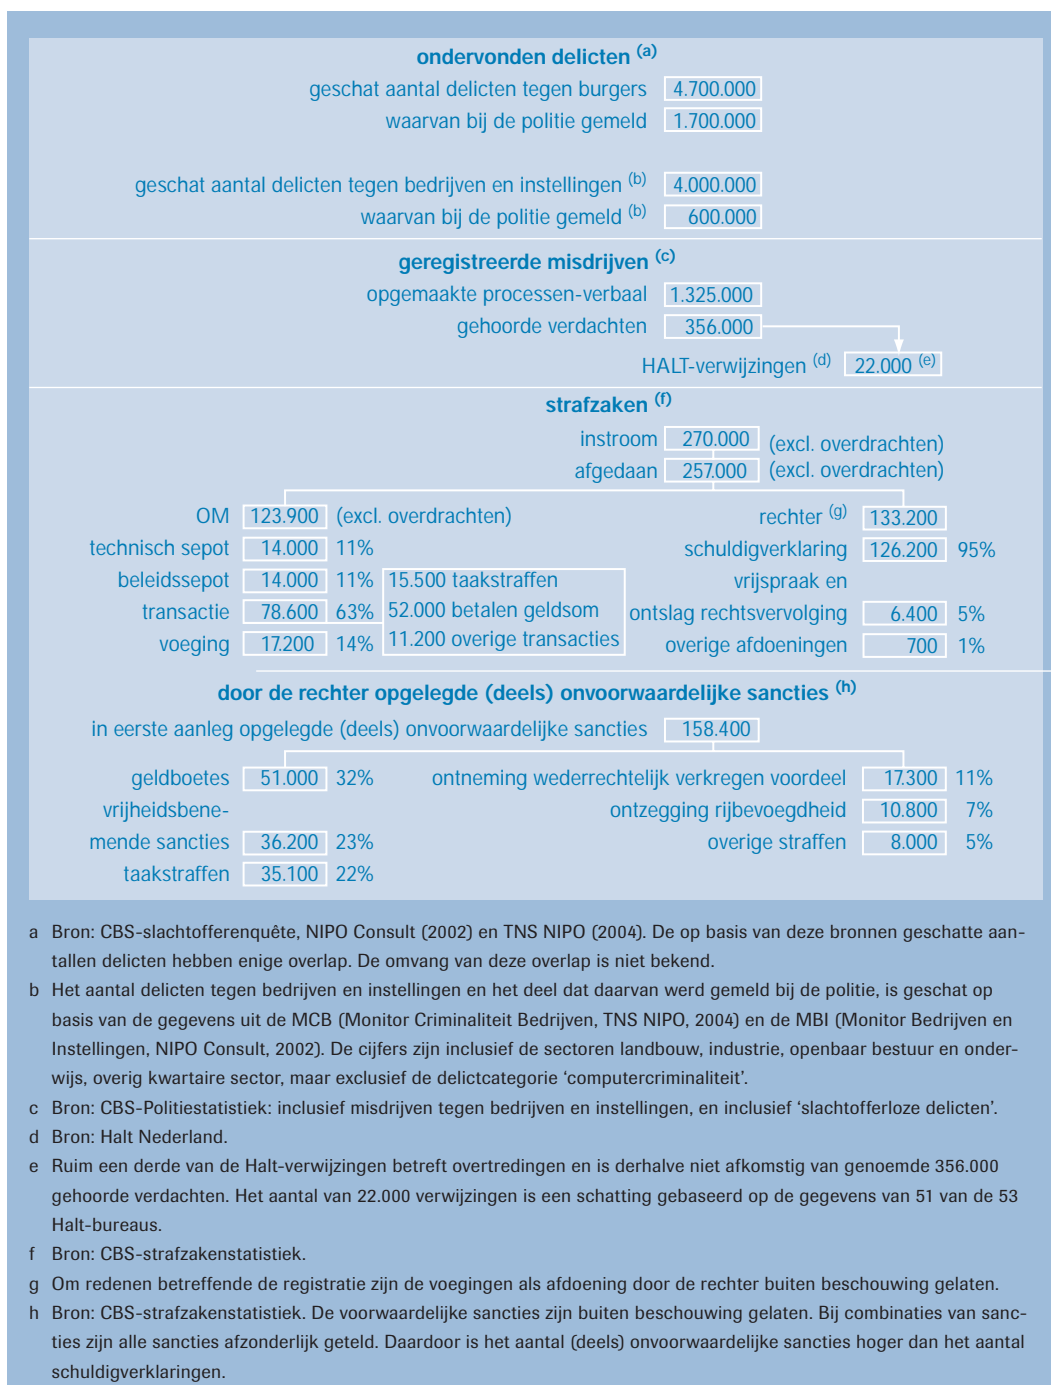 ondervonden delicten (a)
geschat aantal delicten tegen burgers 4.700.000
waarvan bij de politie gemeld 1.700.000
geschat aantal delicten tegen bedrijven en instellingen (b) 4.000.000
waarvan bij de politie gemeld (b) 600.000
geregistreerde misdrijven (c)
opgemaakte processen-verbaal 1.325.000
gehoorde verdachten 356.000
HALT-verwijzingen (d) 22.000 (e)
strafzaken (f)
instroom 270.000 (excl. overdrachten)
afgedaan 257.000 (excl. overdrachten)
OM 123.900 (excl. overdrachten) rechter (g) 133.200
technisch sepot 14.000 11% schuldigverklaring 126.200 95%
beleidssepot 14.000 11% 15.500 taakstraffen vrijspraak en
transactie 78.600 63% 52.000 betalen geldsom ontslag rechtsvervolging 6.400 5%
voeging 17.200 14% 11.200 overige transacties overige afdoeningen 700 1%
door de rechter opgelegde (deels) onvoorwaardelijke sancties (h)
in eerste aanleg opgelegde (deels) onvoorwaardelijke sancties 158.400
geldboetes 51.000 32% ontneming wederrechtelijk verkregen voordeel 17.300 11%
vrijheidsbene- ontzegging rijbevoegdheid 10.800 7%
mende sancties 36.200 23% overige straffen 8.000 5%
taakstraffen 35.100 22%
a Bron: CBS-slachtofferenquête, NIPO Consult (2002) en TNS NIPO (2004). De op basis van deze bronnen geschatte aan-
tallen delicten hebben enige overlap. De omvang van deze overlap is niet bekend.
b Het aantal delicten tegen bedrijven en instellingen en het deel dat daarvan werd gemeld bij de politie, is geschat op
basis van de gegevens uit de MCB (Monitor Criminaliteit Bedrijven, TNS NIPO, 2004) en de MBI (Monitor Bedrijven en
Instellingen, NIPO Consult, 2002). De cijfers zijn inclusief de sectoren landbouw, industrie, openbaar bestuur en onder-
wijs, overig kwartaire sector, maar exclusief de delictcategorie ‘computercriminaliteit’.
c Bron: CBS-Politiestatistiek: inclusief misdrijven tegen bedrijven en instellingen, en inclusief ‘slachtofferloze delicten’.
d Bron: Halt Nederland.
e Ruim een derde van de Halt-verwijzingen betreft overtredingen en is derhalve niet afkomstig van genoemde 356.000
gehoorde verdachten. Het aantal van 22.000 verwijzingen is een schatting gebaseerd op de gegevens van 51 van de 53
Halt-bureaus.
f Bron: CBS-strafzakenstatistiek.
g Om redenen betreffende de registratie zijn de voegingen als afdoening door de rechter buiten beschouwing gelaten.
h Bron: CBS-strafzakenstatistiek. De voorwaardelijke sancties zijn buiten beschouwing gelaten. Bij combinaties van sanc-
ties zijn alle sancties afzonderlijk geteld. Daardoor is het aantal (deels) onvoorwaardelijke sancties hoger dan het aantal
schuldigverklaringen.